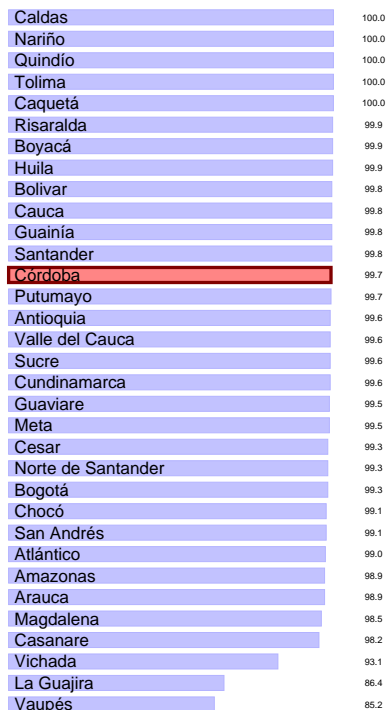 Caldas 100.0
Nariño 100.0
Quindío 100.0
Tolima 100.0
Caquetá 100.0
Risaralda 99.9
Boyacá 99.9
Huila 99.9
Bolivar 99.8
Cauca 99.8
Guainía 99.8
Santander 99.8
Córdoba 99.7
Putumayo 99.7
Antioquia 99.6
Valle del Cauca 99.6
Sucre 99.6
Cundinamarca 99.6
Guaviare 99.5
Meta 99.5
Cesar 99.3
Norte de Santander 99.3
Bogotá 99.3
Chocó 99.1
San Andrés 99.1
Atlántico 99.0
Amazonas 98.9
Arauca 98.9
Magdalena 98.5
Casanare 98.2
Vichada 93.1
La Guajira 86.4
Vaupés 85.2